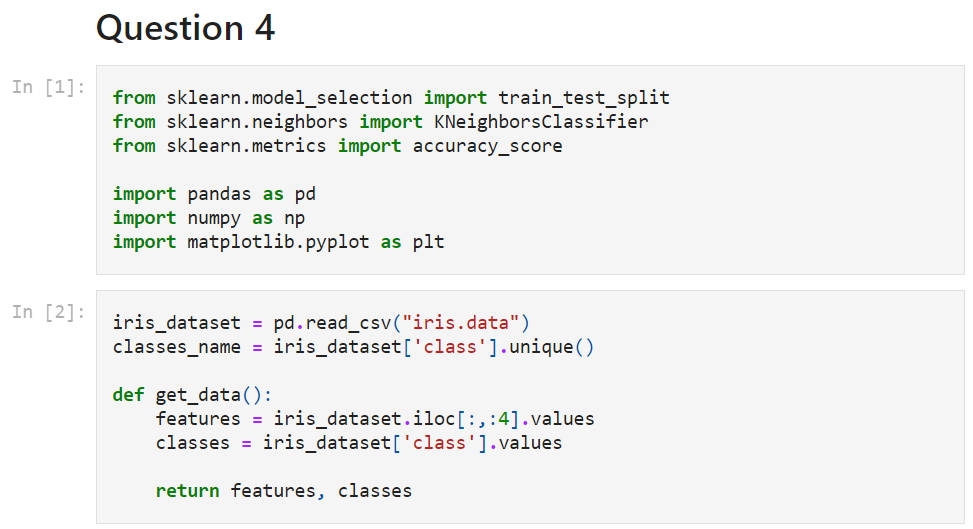 Question 4
In [1]:
from sklearn.model_selection import train_test_split
from sklearn.neighbors import KNeighborsClassifier
from sklearn.metrics import accuracy_score
import pandas as pd
import numpy as np
import matplotlib.pyplot as plt
In [2]:
iris_dataset = pd.read_csv("iris.data")
classes_name = iris_dataset['class'].unique()
def get_data():
    features = iris_dataset.iloc[:,:4].values
    classes = iris_dataset['class'].values
    return features, classes